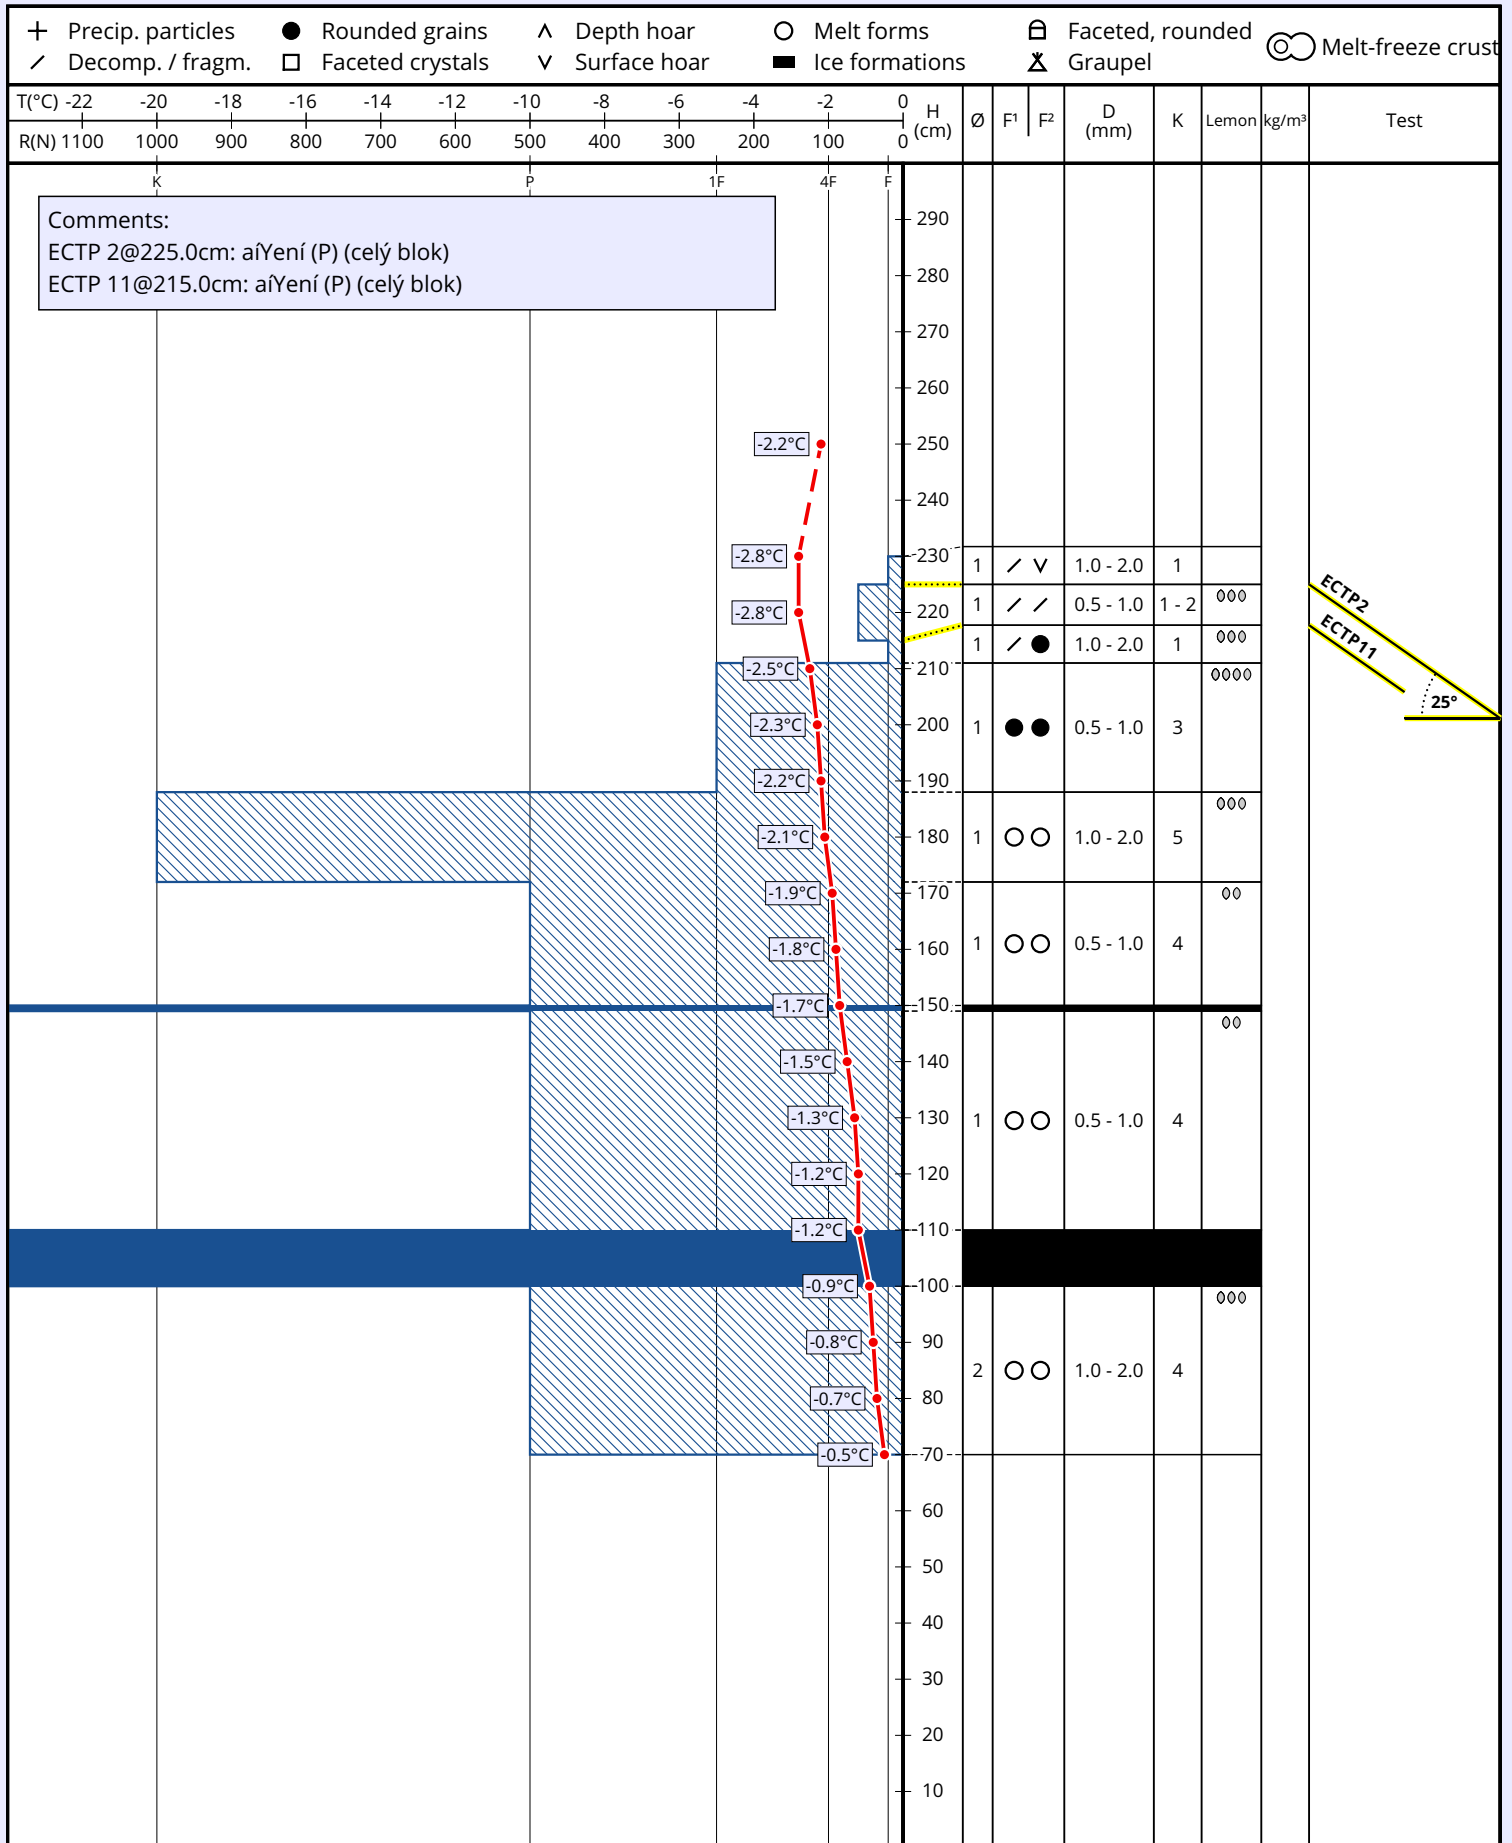 Precip. particles Rounded grains Depth hoar Melt forms Faceted, rounded Melt-freeze crust
Decomp. / fragm. Faceted crystals Surface hoar Ice formations Graupel
T(°C) -22 -20 -18 -16 -14 -12 -10 -8 -6 -4 -2 0
R(N) 1100 1000 900 800 700 600 500 400 300 200 100 0
H (cm) Ø F¹ F² D (mm) K Lemon kg/m³ Test
K P 1F 4F F
Comments:
ECTP 2@225.0cm: aíYení (P) (celý blok)
ECTP 11@215.0cm: aíYení (P) (celý blok)
290
280
270
260
-2.2°C 250
240
-2.8°C 230
1 1.0 - 2.0 1
ECTP2
-2.8°C 220 1 0.5 - 1.0 1 - 2
ECTP11
1 1.0 - 2.0 1
-2.5°C 210
25°
-2.3°C 200 1 0.5 - 1.0 3
-2.2°C 190
-2.1°C 180 1 1.0 - 2.0 5
-1.9°C 170
-1.8°C 160 1 0.5 - 1.0 4
-1.7°C 150
-1.5°C 140
-1.3°C 130 1 0.5 - 1.0 4
-1.2°C 120
-1.2°C 110
-0.9°C 100
-0.8°C 90
2 1.0 - 2.0 4
-0.7°C 80
-0.5°C 70
60
50
40
30
20
10